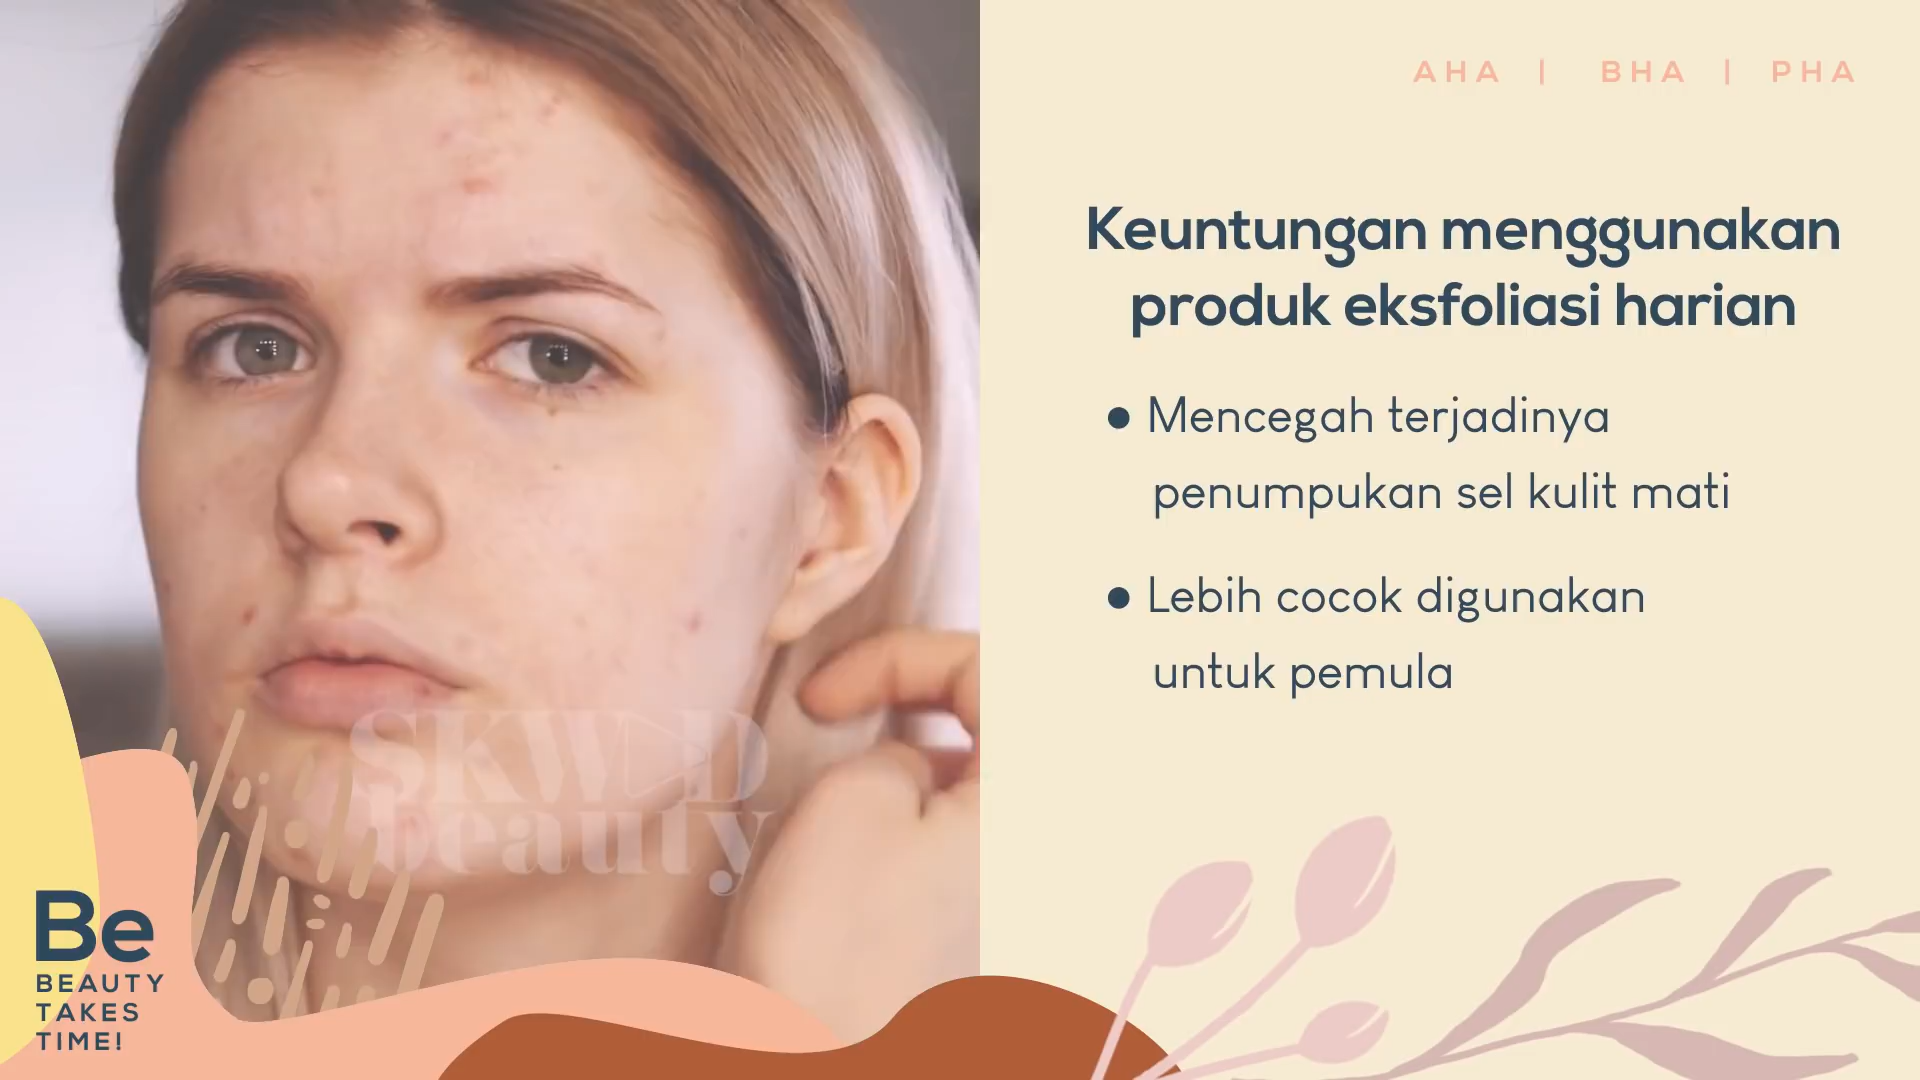 AHA | BHA | PHA
Keuntungan menggunakan
produk eksfoliasi harian
● Mencegah terjadinya
penumpukan sel kulit mati
● Lebih cocok digunakan
untuk pemula
beauty
Be
BEAUTY
TAKES
TIME!